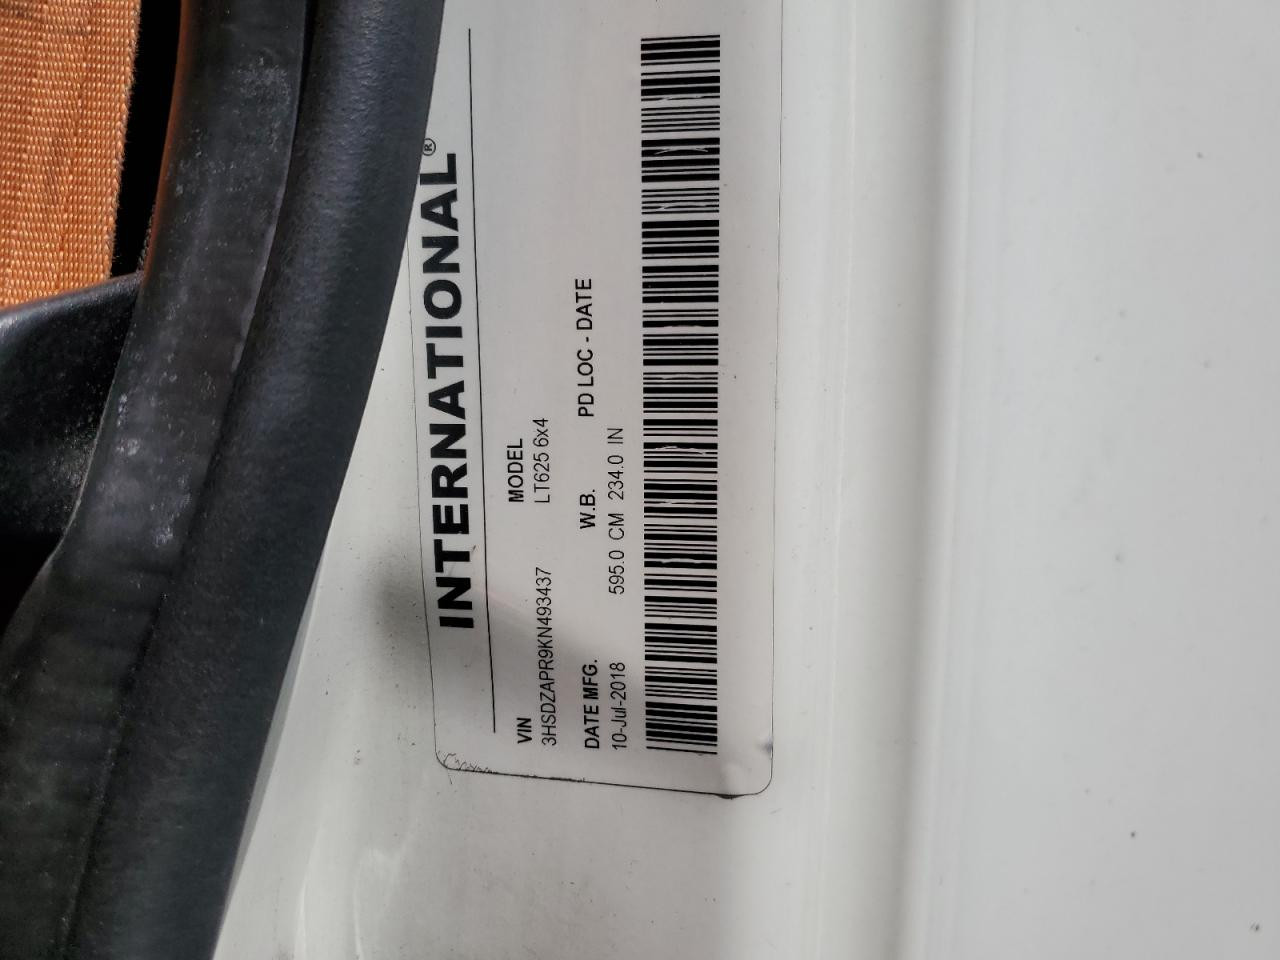 INTERNATIONAL®
VIN MODEL
3HSDZAPR9KN493437 LT625 6x4
DATE MFG. W.B. PD LOC - DATE
10-Jul-2018 595.0 CM 234.0 IN